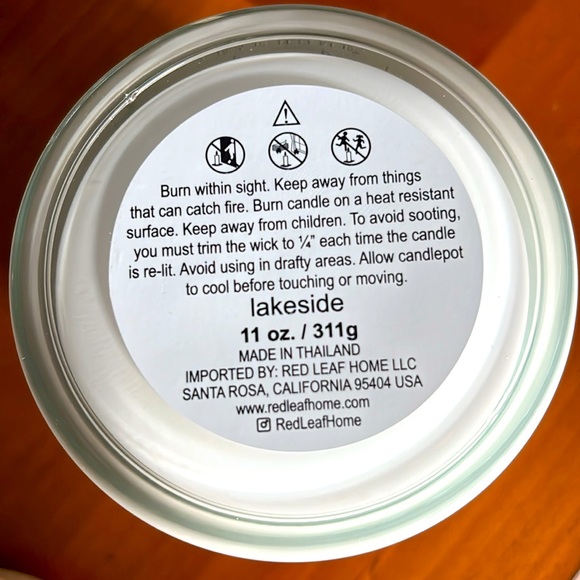 Burn within sight. Keep away from things
that can catch fire. Burn candle on a heat resistant
surface. Keep away from children. To avoid sooting,
you must trim the wick to ¼" each time the candle
is re-lit. Avoid using in drafty areas. Allow candlepot
to cool before touching or moving.
lakeside
11 oz. / 311g
MADE IN THAILAND
IMPORTED BY: RED LEAF HOME LLC
SANTA ROSA, CALIFORNIA 95404 USA
www.redleafhome.com
RedLeafHome